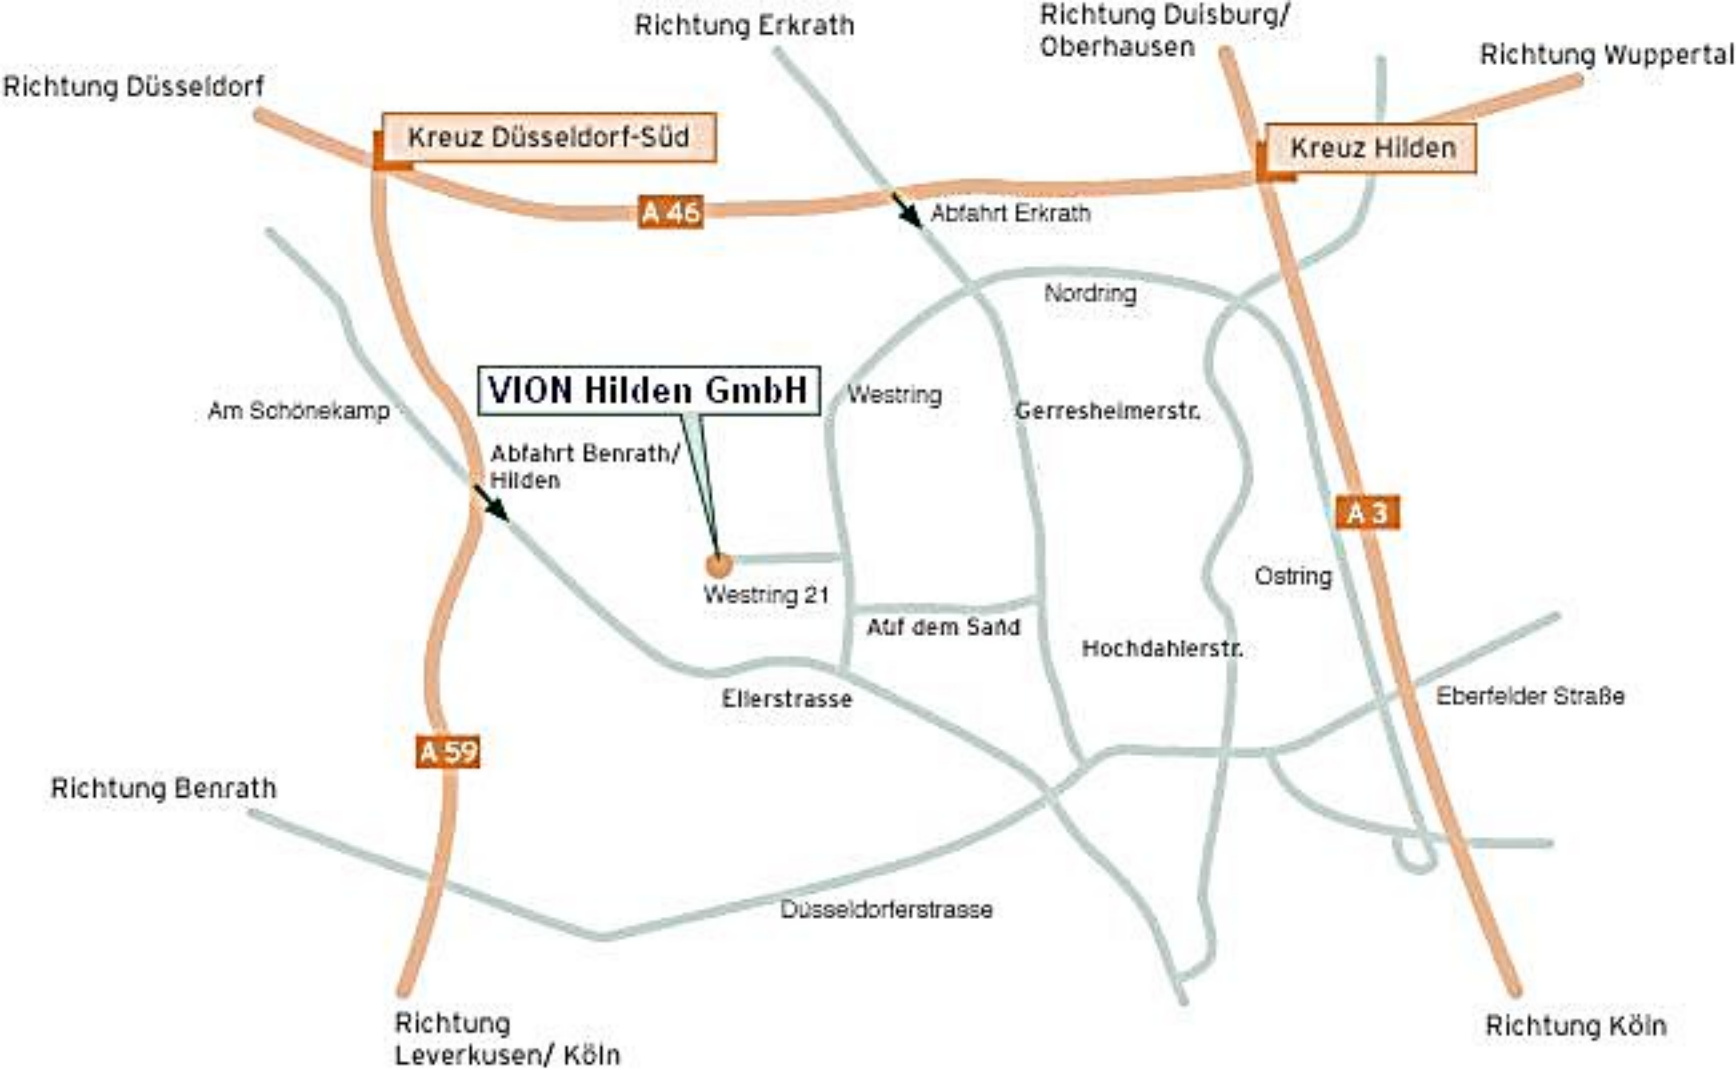 Richtung Erkrath
Richtung Duisburg/
Oberhausen
Richtung Wuppertal
Richtung Düsseldorf
Kreuz Düsseldorf-Süd
Kreuz Hilden
A 46
Abfahrt Erkrath
Nordring
VION Hilden GmbH
Westring
Am Schönekamp
Gerresheimerstr.
Abfahrt Benrath/
Hilden
A 3
Ostring
Westring 21
Auf dem Sand
Hochdahlerstr.
Ellerstrasse
Eberfelder Straße
A 59
Richtung Benrath
Düsseldorferstrasse
Richtung
Leverkusen/ Köln
Richtung Köln